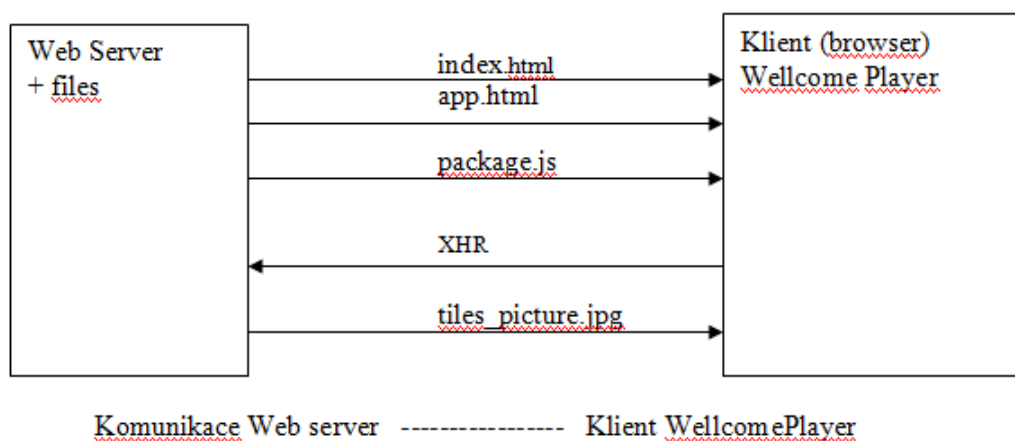 Web Server
+ files
index.html
app.html
package.js
XHR
tiles_picture.jpg
Klient (browser)
Wellcome Player
Komunikace Web server ----------------- Klient WellcomePlayer